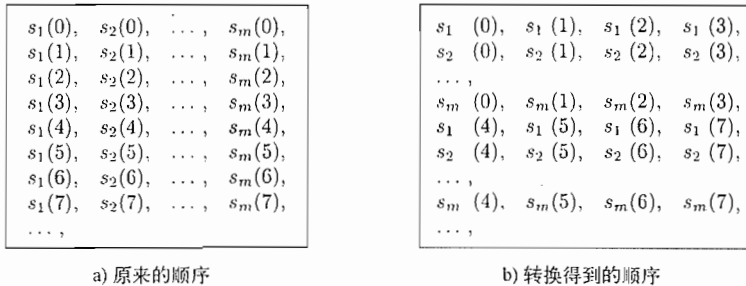 s₁(0), s₂(0), ..., sₘ(0),
s₁(1), s₂(1), ..., sₘ(1),
s₁(2), s₂(2), ..., sₘ(2),
s₁(3), s₂(3), ..., sₘ(3),
s₁(4), s₂(4), ..., sₘ(4),
s₁(5), s₂(5), ..., sₘ(5),
s₁(6), s₂(6), ..., sₘ(6),
s₁(7), s₂(7), ..., sₘ(7),
...,
a) 原来的顺序
s₁ (0), s₁ (1), s₁ (2), s₁ (3),
s₂ (0), s₂ (1), s₂ (2), s₂ (3),
...,
sₘ (0), sₘ(1), sₘ(2), sₘ(3),
s₁ (4), s₁ (5), s₁ (6), s₁ (7),
s₂ (4), s₂ (5), s₂ (6), s₂ (7),
...,
sₘ (4), sₘ(5), sₘ(6), sₘ(7),
...,
b) 转换得到的顺序